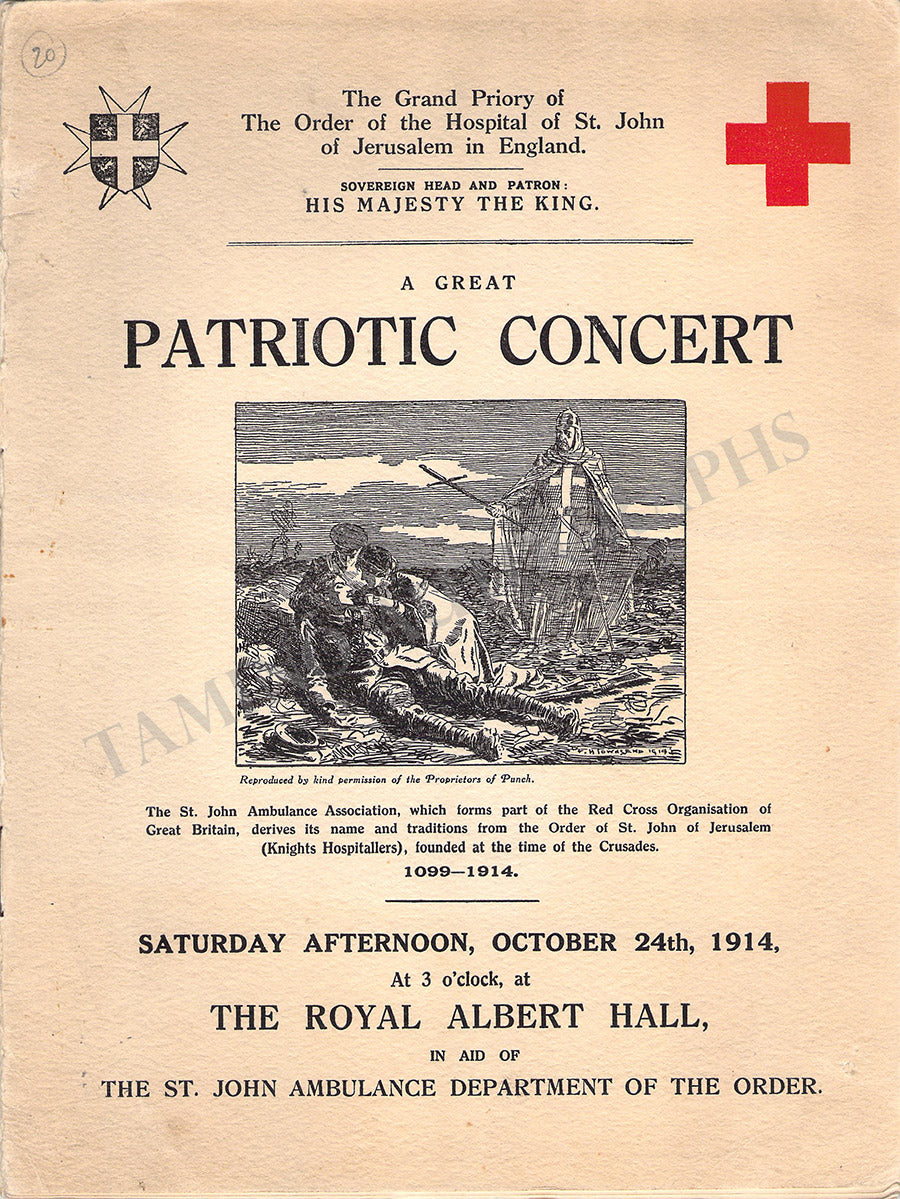 20
The Grand Priory of
The Order of the Hospital of St. John
of Jerusalem in England.
SOVEREIGN HEAD AND PATRON:
HIS MAJESTY THE KING.
A GREAT
PATRIOTIC CONCERT
Reproduced by kind permission of the Proprietors of Punch.
The St. John Ambulance Association, which forms part of the Red Cross Organisation of
Great Britain, derives its name and traditions from the Order of St. John of Jerusalem
(Knights Hospitallers), founded at the time of the Crusades.
1099—1914.
SATURDAY AFTERNOON, OCTOBER 24th, 1914,
At 3 o'clock, at
THE ROYAL ALBERT HALL,
IN AID OF
THE ST. JOHN AMBULANCE DEPARTMENT OF THE ORDER.